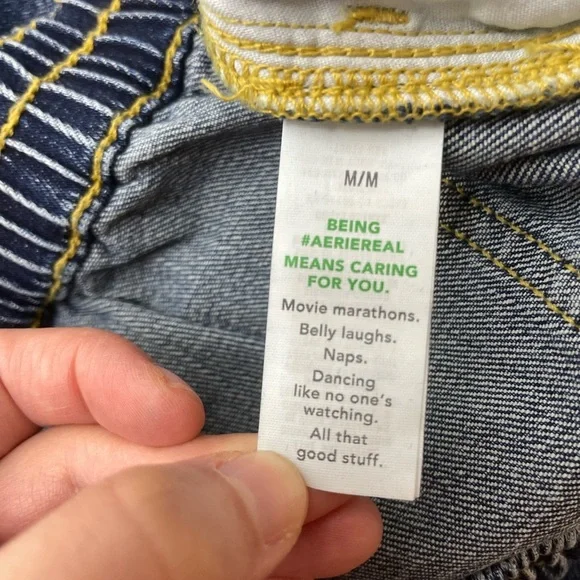 M/M
BEING
#AERIEREAL
MEANS CARING
FOR YOU.
Movie marathons.
Belly laughs.
Naps.
Dancing
like no one's
watching.
All that
good stuff.